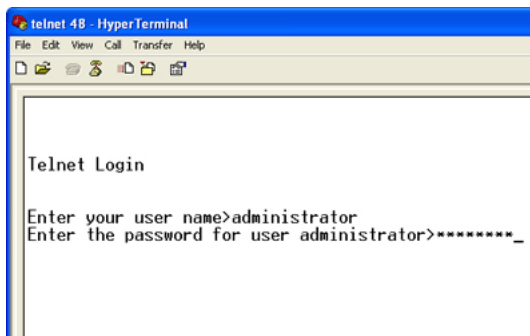 telnet 48 - HyperTerminal
File Edit View Call Transfer Help
Telnet Login
Enter your user name>administrator
Enter the password for user administrator>********_